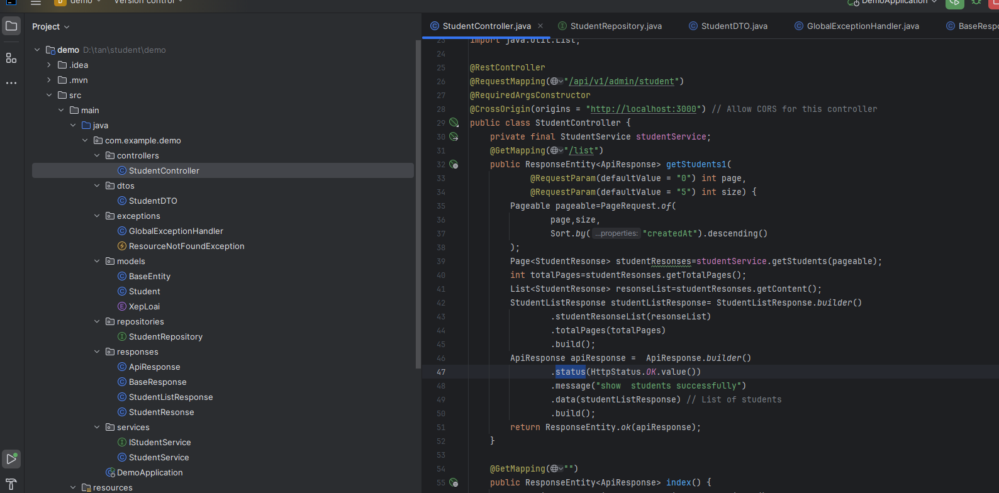 demo
Version control
DemoApplication
Project
demo D:\tan\student\demo
.idea
.mvn
src
main
java
com.example.demo
controllers
StudentController
dtos
StudentDTO
exceptions
GlobalExceptionHandler
ResourceNotFoundException
models
BaseEntity
Student
XepLoai
repositories
StudentRepository
responses
ApiResponse
BaseResponse
StudentListResponse
StudentResonse
services
IStudentService
StudentService
DemoApplication
resources
StudentController.java StudentRepository.java StudentDTO.java GlobalExceptionHandler.java BaseRespo
23 import java.util.List;
24
25 @RestController
26 @RequestMapping("/api/v1/admin/student")
27 @RequiredArgsConstructor
28 @CrossOrigin(origins = "http://localhost:3000") // Allow CORS for this controller
29 public class StudentController {
30 private final StudentService studentService;
31 @GetMapping("/list")
32 public ResponseEntity<ApiResponse> getStudents1(
33 @RequestParam(defaultValue = "0") int page,
34 @RequestParam(defaultValue = "5") int size) {
35 Pageable pageable=PageRequest.of(
36 page,size,
37 Sort.by(...properties: "createdAt").descending()
38 );
39 Page<StudentResonse> studentResonses=studentService.getStudents(pageable);
40 int totalPages=studentResonses.getTotalPages();
41 List<StudentResonse> resonseList=studentResonses.getContent();
42 StudentListResponse studentListResponse= StudentListResponse.builder()
43 .studentResonseList(resonseList)
44 .totalPages(totalPages)
45 .build();
46 ApiResponse apiResponse =  ApiResponse.builder()
47 .status(HttpStatus.OK.value())
48 .message("show  students successfully")
49 .data(studentListResponse) // List of students
50 .build();
51 return ResponseEntity.ok(apiResponse);
52 }
53
54 @GetMapping("")
55 public ResponseEntity<ApiResponse> index() {